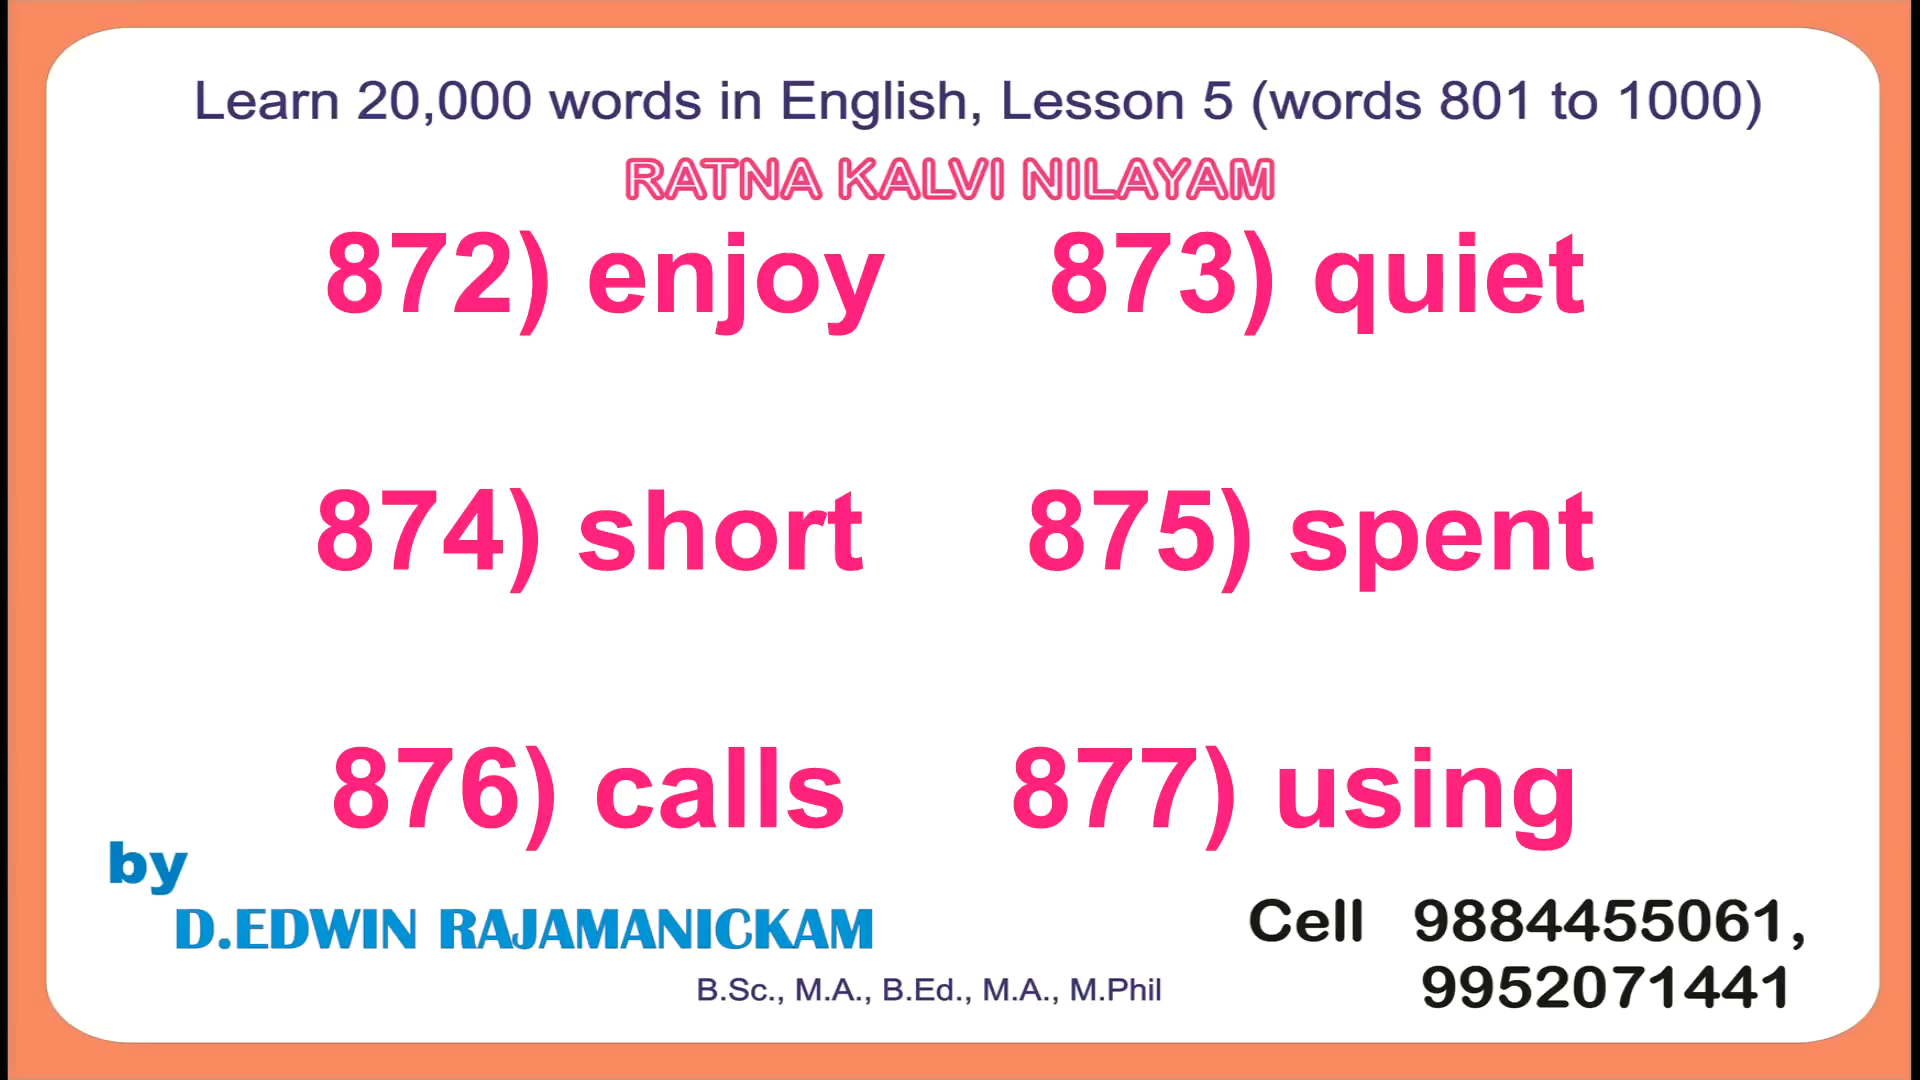 Learn 20,000 words in English, Lesson 5 (words 801 to 1000)
RATNA KALVI NILAYAM
872) enjoy 873) quiet
874) short 875) spent
876) calls 877) using
by
D.EDWIN RAJAMANICKAM
B.Sc., M.A., B.Ed., M.A., M.Phil
Cell 9884455061,
9952071441